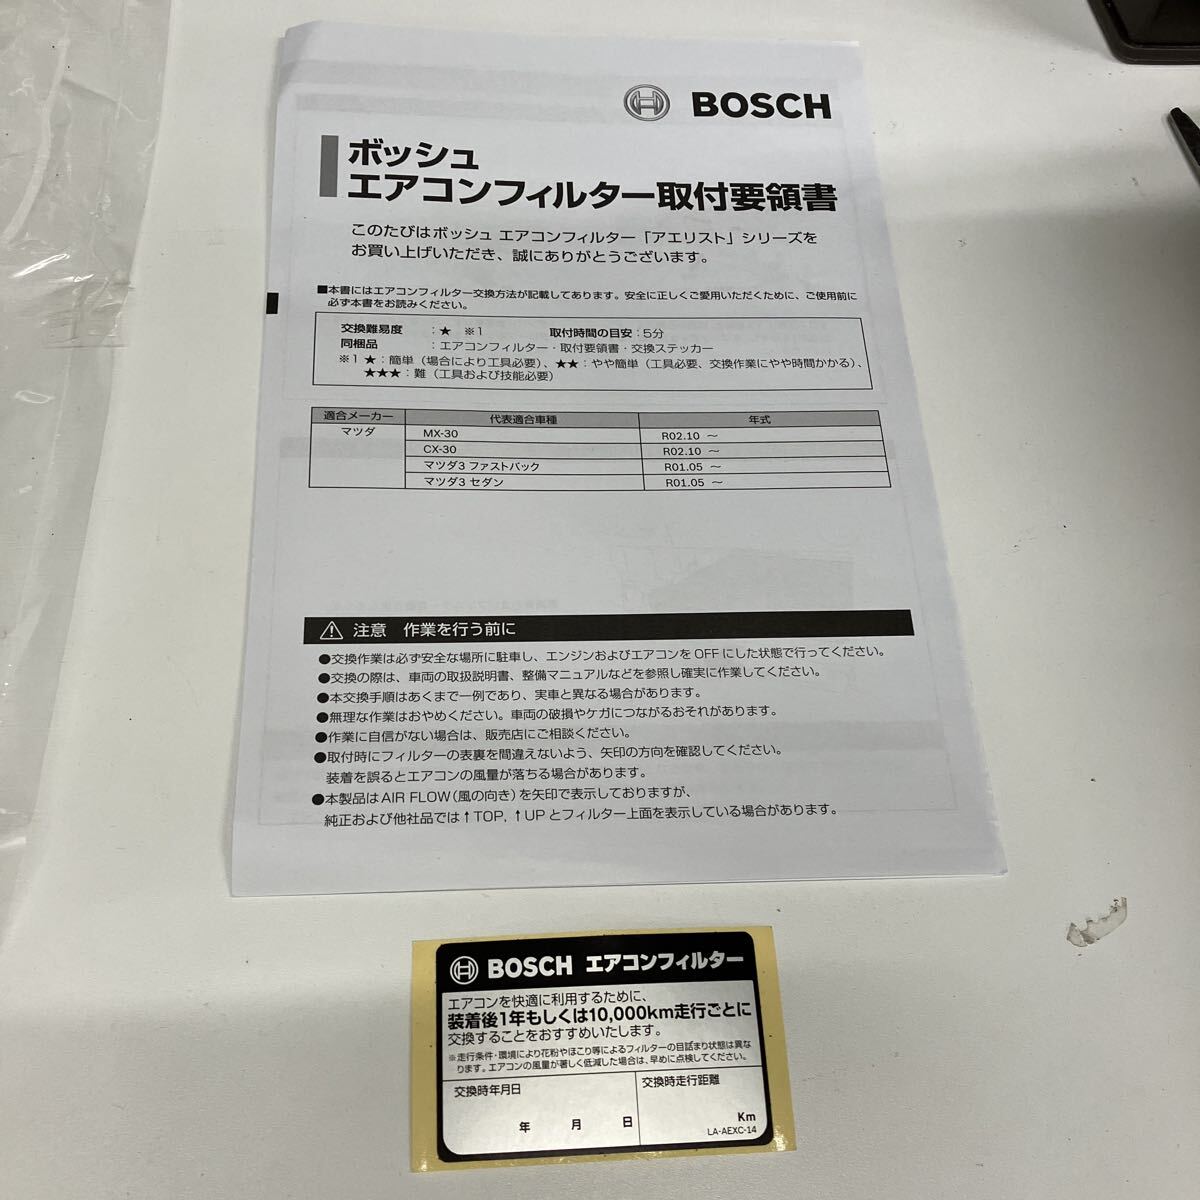 BOSCH
ボッシュ
エアコンフィルター取付要領書
このたびはボッシュ エアコンフィルター「アエリスト」シリーズを
お買い上げいただき、誠にありがとうございます。
■本書にはエアコンフィルター交換方法が記載してあります。安全に正しくご愛用いただくために、ご使用前に
必ず本書をお読みください。
交換難易度 :★ ※1 取付時間の目安:5分
同梱品 :エアコンフィルター・取付要領書・交換ステッカー
※1 ★:簡単(場合により工具必要)、★★:やや簡単(工具必要、交換作業にやや時間かかる)、
★★★:難(工具および技能必要)
適合メーカー 代表適合車種 年式
マツダ MX-30 R02.10 ～
CX-30 R02.10 ～
マツダ3 ファストバック R01.05 ～
マツダ3 セダン R01.05 ～
注意 作業を行う前に
●交換作業は必ず安全な場所に駐車し、エンジンおよびエアコンをOFFにした状態で行ってください。
●交換の際は、車両の取扱説明書、整備マニュアルなどを参照し確実に作業してください。
●本交換手順はあくまで一例であり、実車と異なる場合があります。
●無理な作業はおやめください。車両の破損やケガにつながるおそれがあります。
●作業に自信がない場合は、販売店にご相談ください。
●取付時にフィルターの表裏を間違えないよう、矢印の方向を確認してください。
装着を誤るとエアコンの風量が落ちる場合があります。
●本製品はAIR FLOW(風の向き)を矢印で表示しておりますが、
純正および他社品では↑TOP, ↑UPとフィルター上面を表示している場合があります。
BOSCH エアコンフィルター
エアコンを快適に利用するために、
装着後1年もしくは10,000km走行ごとに
交換することをおすすめいたします。
※走行条件・環境により花粉やほこり等によるフィルターの目詰まり状態は異な
ります。エアコンの風量が著しく低減した場合は、早めに点検してください。
交換時年月日 交換時走行距離
年 月 日 Km
LA-AEXC-14